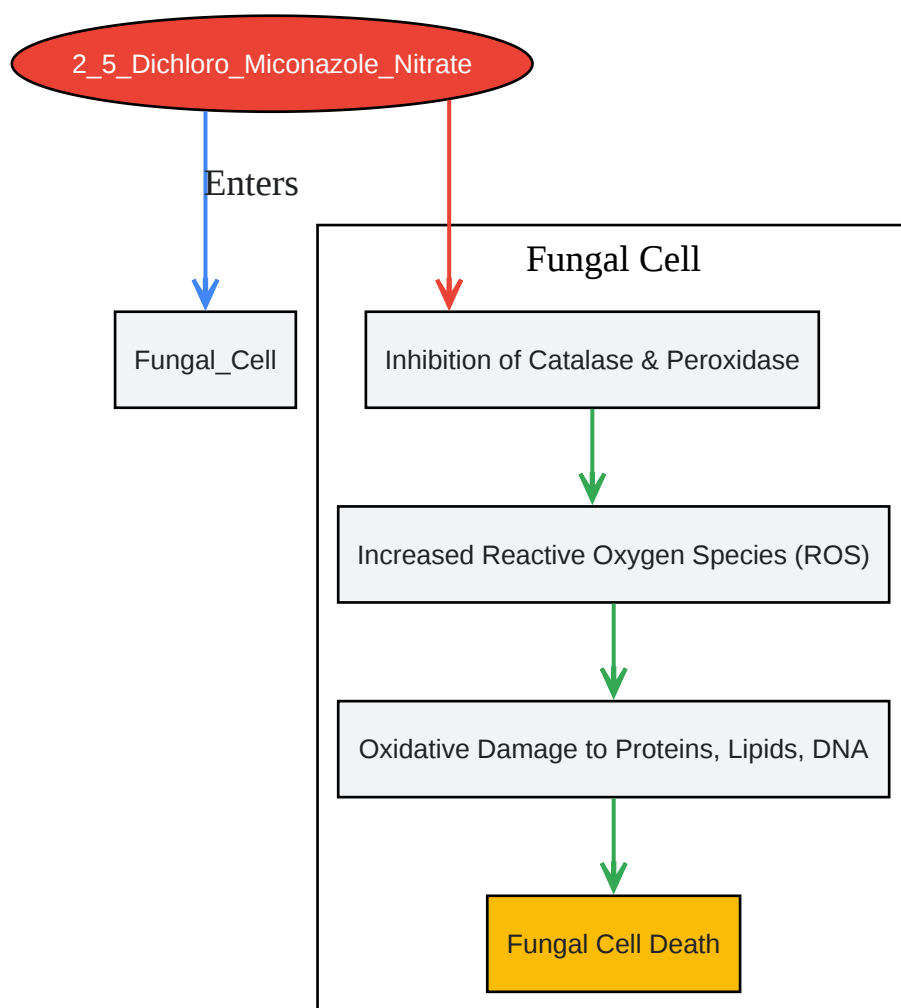 2_5_Dichloro_Miconazole_Nitrate
Enters
Fungal Cell
Fungal_Cell
Inhibition of Catalase & Peroxidase
Increased Reactive Oxygen Species (ROS)
Oxidative Damage to Proteins, Lipids, DNA
Fungal Cell Death